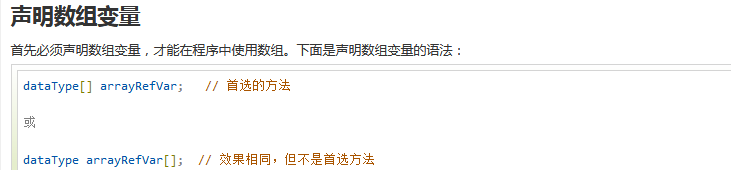 声明数组变量
首先必须声明数组变量，才能在程序中使用数组。下面是声明数组变量的语法：
dataType[] arrayRefVar;   // 首选的方法
或
dataType arrayRefVar[];  // 效果相同，但不是首选方法